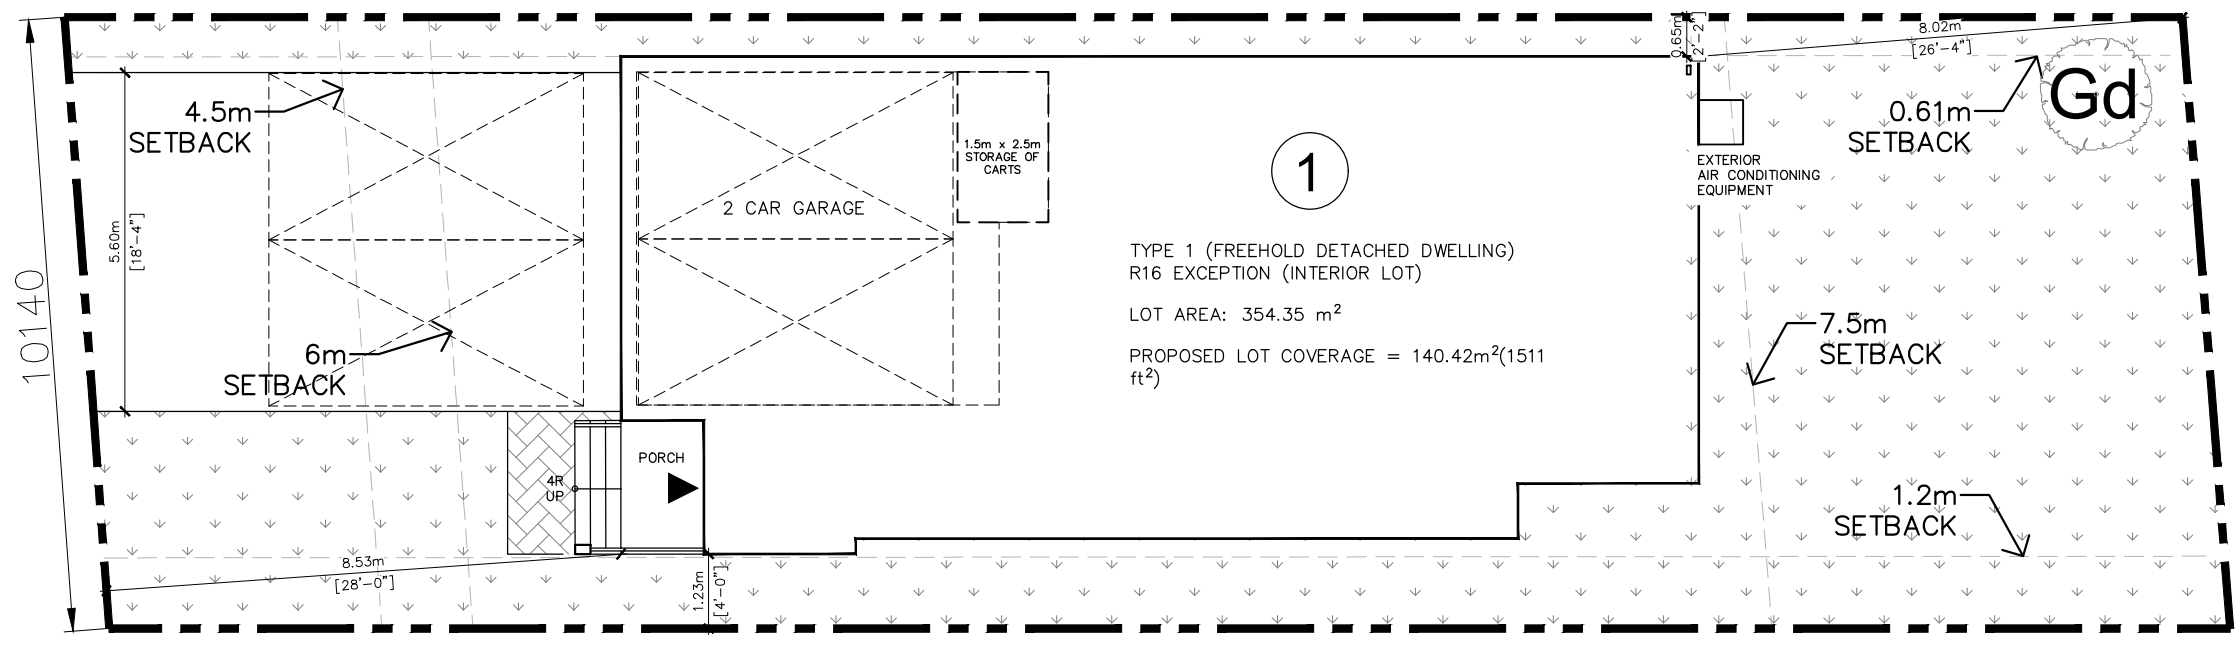 0.65m
[2'-2"]
8.02m
[26'-4"]
4.5m
SETBACK
0.61m
SETBACK
Gd
1.5m x 2.5m
STORAGE OF
CARTS
1
EXTERIOR
AIR CONDITIONING
EQUIPMENT
2 CAR GARAGE
5.60m
[18'-4"]
10140
TYPE 1 (FREEHOLD DETACHED DWELLING)
R16 EXCEPTION (INTERIOR LOT)
LOT AREA: 354.35 m²
PROPOSED LOT COVERAGE = 140.42m²(1511
ft²)
6m
SETBACK
7.5m
SETBACK
PORCH
4R
UP
1.2m
SETBACK
8.53m
[28'-0"]
1.23m
[4'-0"]